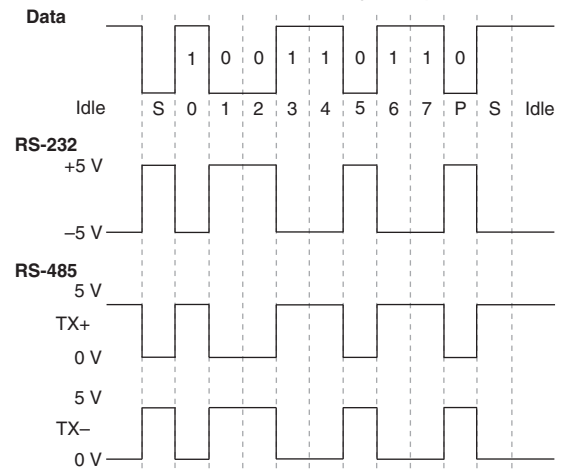 Data
1 0 0 1 1 0 1 1 0
Idle S 0 1 2 3 4 5 6 7 P S Idle
RS-232
+5 V
–5 V
RS-485
5 V
TX+
0 V
5 V
TX–
0 V